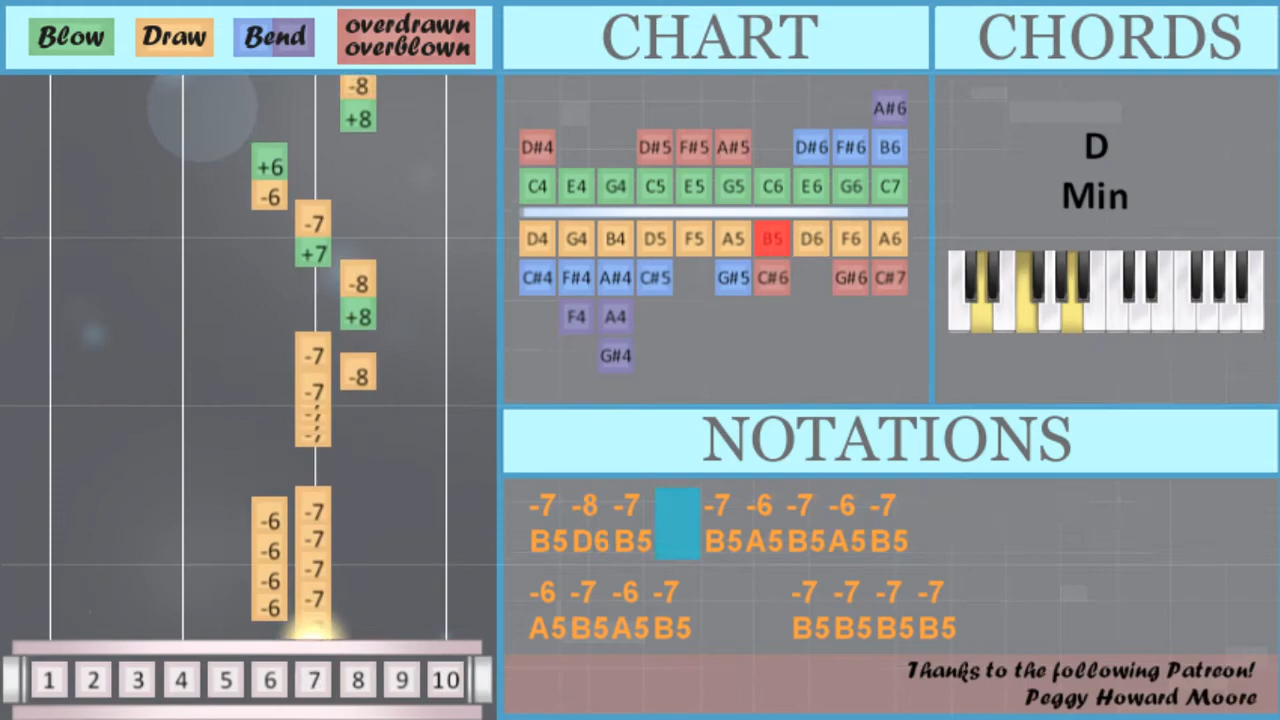 Blow Draw Bend overdrawn
overblown
CHART
CHORDS
-8
+8
+6
-6
-7
+7
-8
+8
-7
-8
-7
-7
-7
-6
-7
-6
-7
-6
-7
-6
-7
1 2 3 4 5 6 7 8 9 10
A#6
D#4 D#5 F#5 A#5 D#6 F#6 B6
C4 E4 G4 C5 E5 G5 C6 E6 G6 C7
D4 G4 B4 D5 F5 A5 B5 D6 F6 A6
C#4 F#4 A#4 C#5 G#5 C#6 G#6 C#7
F4 A4
G#4
D
Min
NOTATIONS
-7 -8 -7 -7 -6 -7 -6 -7
B5 D6 B5 B5 A5 B5 A5 B5
-6 -7 -6 -7 -7 -7 -7 -7
A5 B5 A5 B5 B5 B5 B5 B5
Thanks to the following Patreon!
Peggy Howard Moore